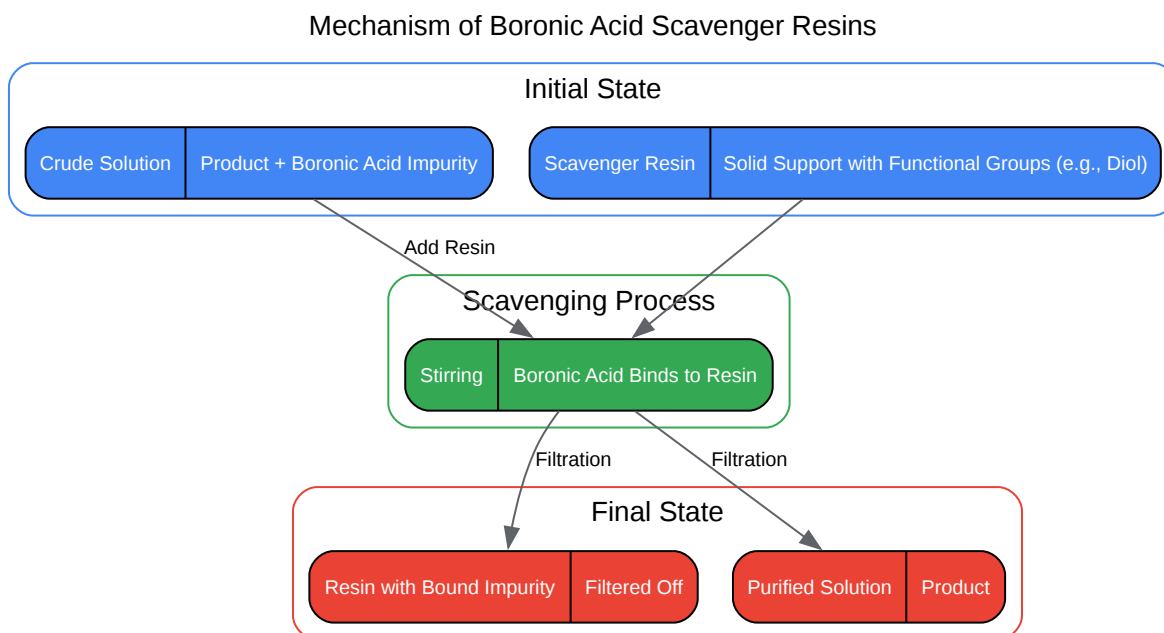 Mechanism of Boronic Acid Scavenger Resins
Initial State
Crude Solution
Product + Boronic Acid Impurity
Scavenger Resin
Solid Support with Functional Groups (e.g., Diol)
Add Resin
Scavenging Process
Stirring
Boronic Acid Binds to Resin
Filtration
Filtration
Final State
Resin with Bound Impurity
Filtered Off
Purified Solution
Product